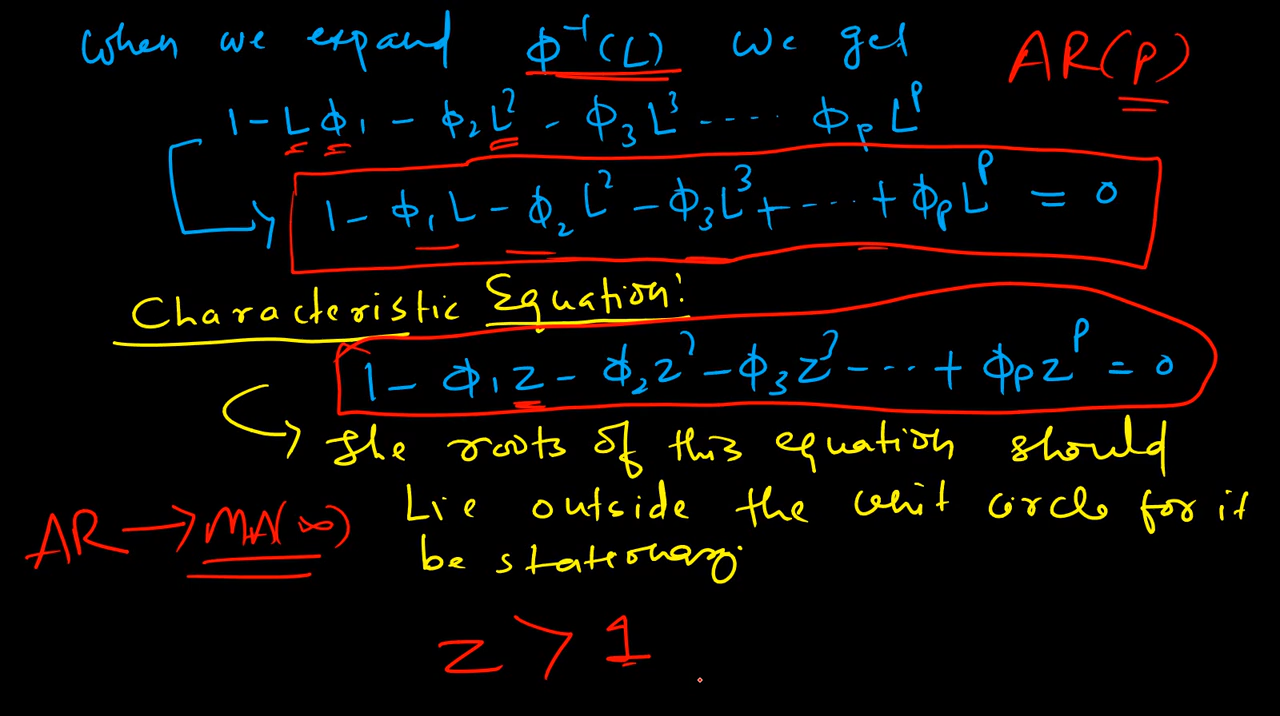 When we expand Φ⁻¹(L) we get
AR(p)
1 - LΦ₁ - Φ₂L² - Φ₃L³ ---- ΦₚLᵖ
1 - Φ₁L - Φ₂L² - Φ₃L³ + --- + ΦₚLᵖ = 0
Characteristic Equation:
1 - Φ₁z - Φ₂z² - Φ₃z³ --- + Φₚzᵖ = 0
The roots of this equation should
Lie outside the unit circle for it
AR → MA(∞)
be stationary
z > 1